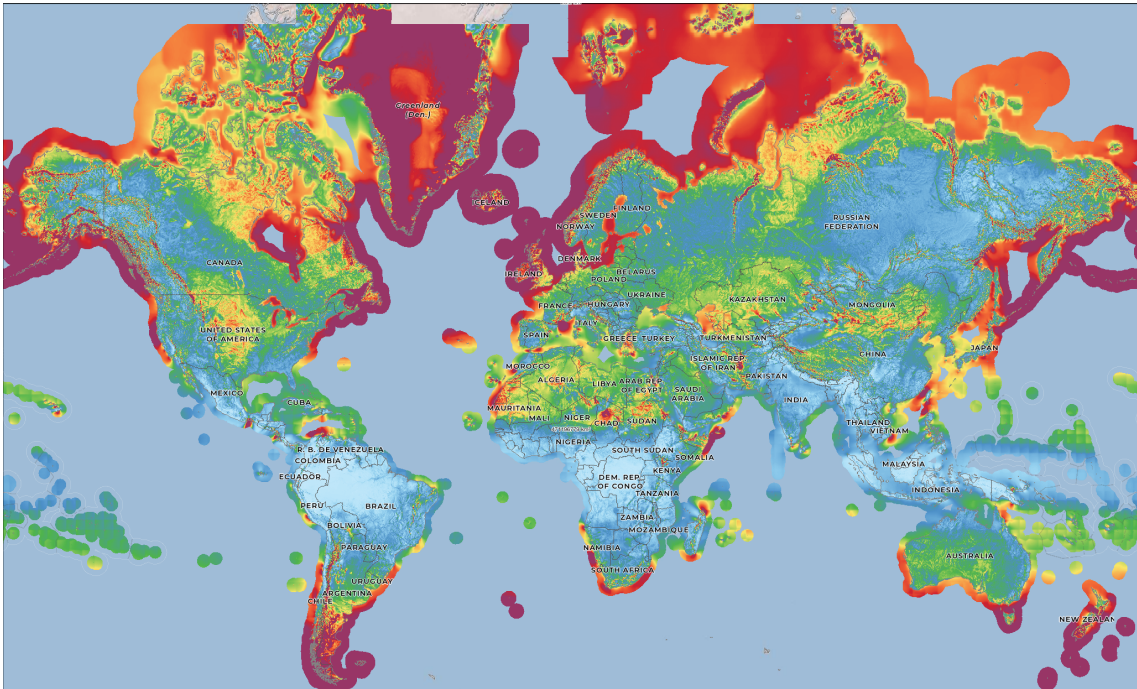 Greenland
(Den.)
ICELAND
FINLAND
SWEDEN
NORWAY
RUSSIAN
FEDERATION
DENMARK
IRELAND
BELARUS
POLAND
CANADA
UKRAINE
KAZAKHSTAN
MONGOLIA
FRANCE
HUNGARY
ITALY
UNITED STATES
OF AMERICA
SPAIN
GREECE
TURKEY
TURKMENISTAN
JAPAN
CHINA
ISLAMIC REP.
OF IRAN
MOROCCO
PAKISTAN
ALGERIA
LIBYA
ARAB REP.
OF EGYPT
SAUDI
ARABIA
MEXICO
INDIA
CUBA
MAURITANIA
MALI
NIGER
CHAD
SUDAN
THAILAND
VIETNAM
NIGERIA
R. B. DE VENEZUELA
SOUTH SUDAN
COLOMBIA
SOMALIA
MALAYSIA
KENYA
ECUADOR
DEM. REP.
OF CONGO
INDONESIA
TANZANIA
PERU
BRAZIL
ZAMBIA
BOLIVIA
MOZAMBIQUE
PARAGUAY
NAMIBIA
AUSTRALIA
SOUTH AFRICA
URUGUAY
ARGENTINA
CHILE
NEW ZEALAN